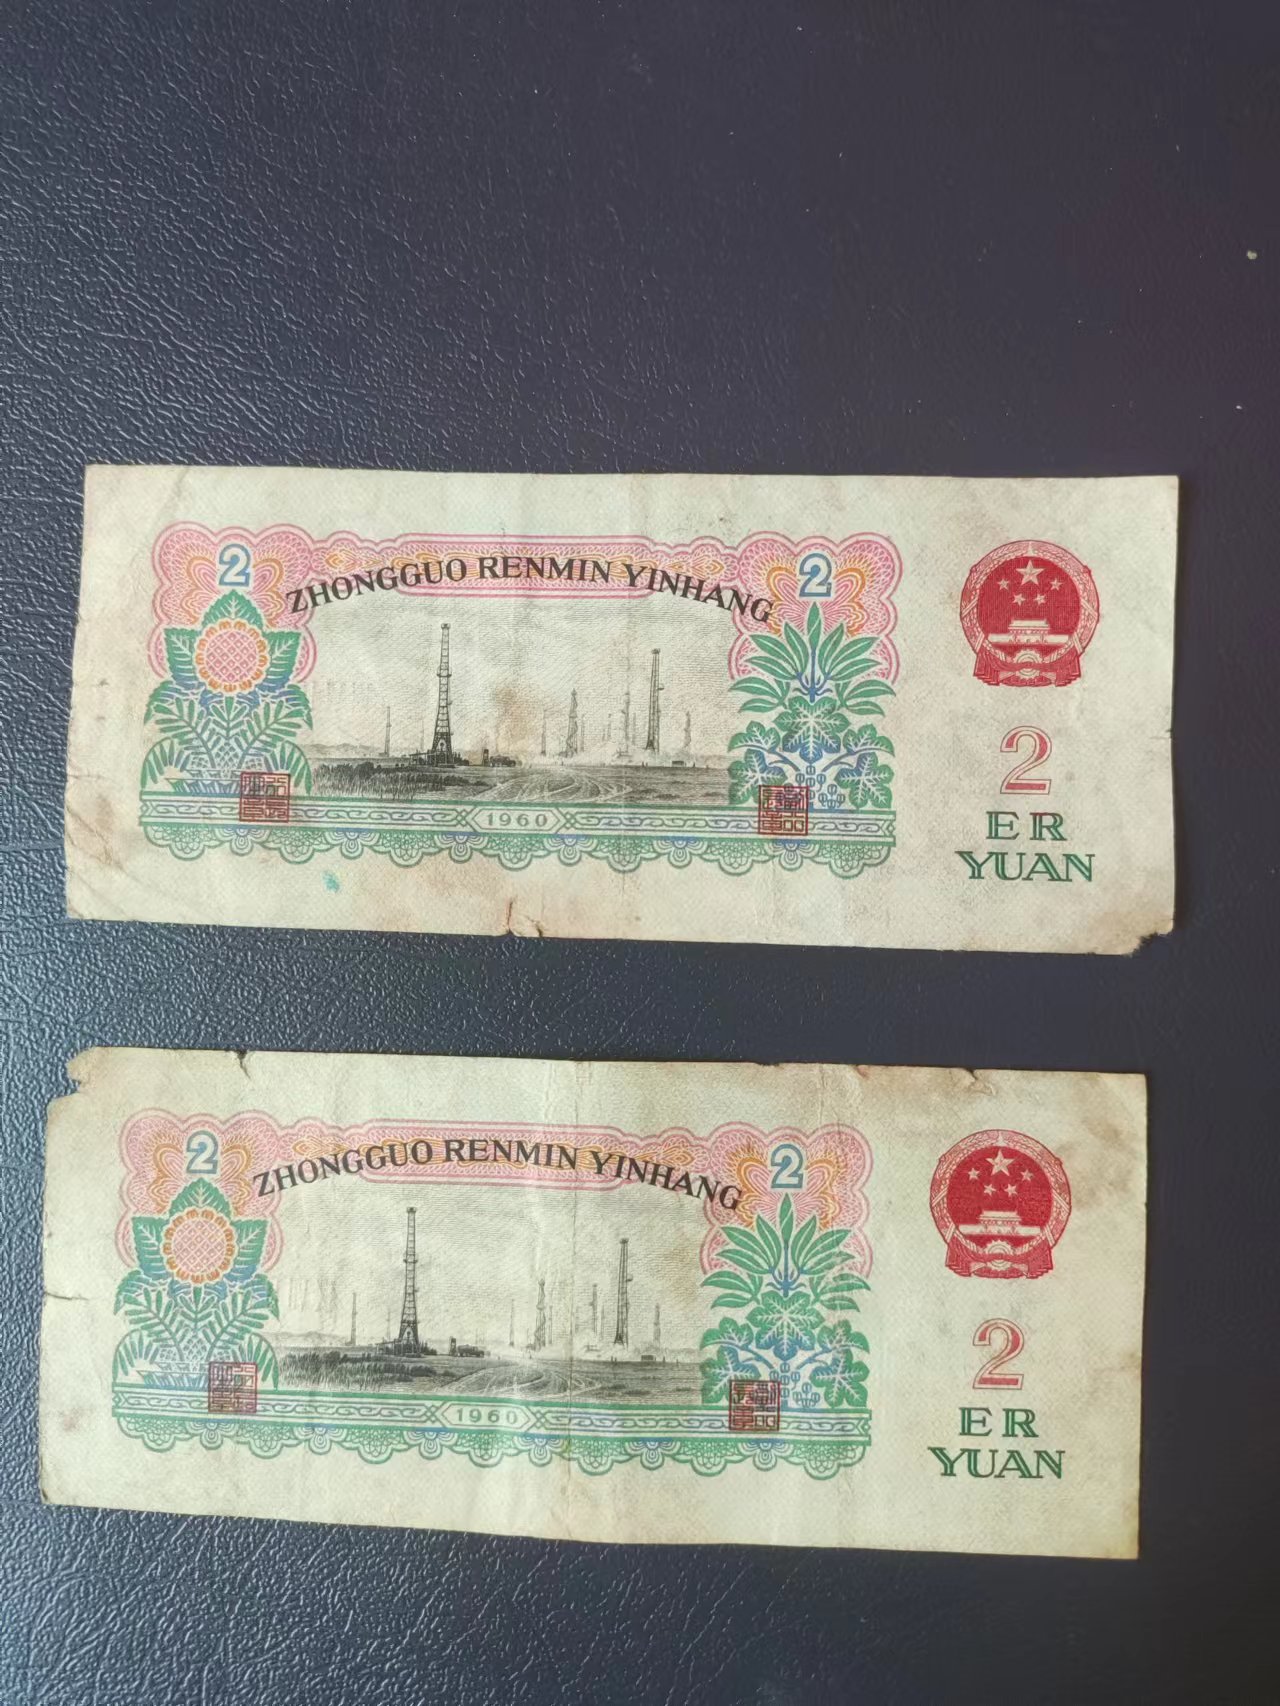 2 2
ZHONGGUO RENMIN YINHANG
1960
2
ER
YUAN
2 2
ZHONGGUO RENMIN YINHANG
1960
2
ER
YUAN